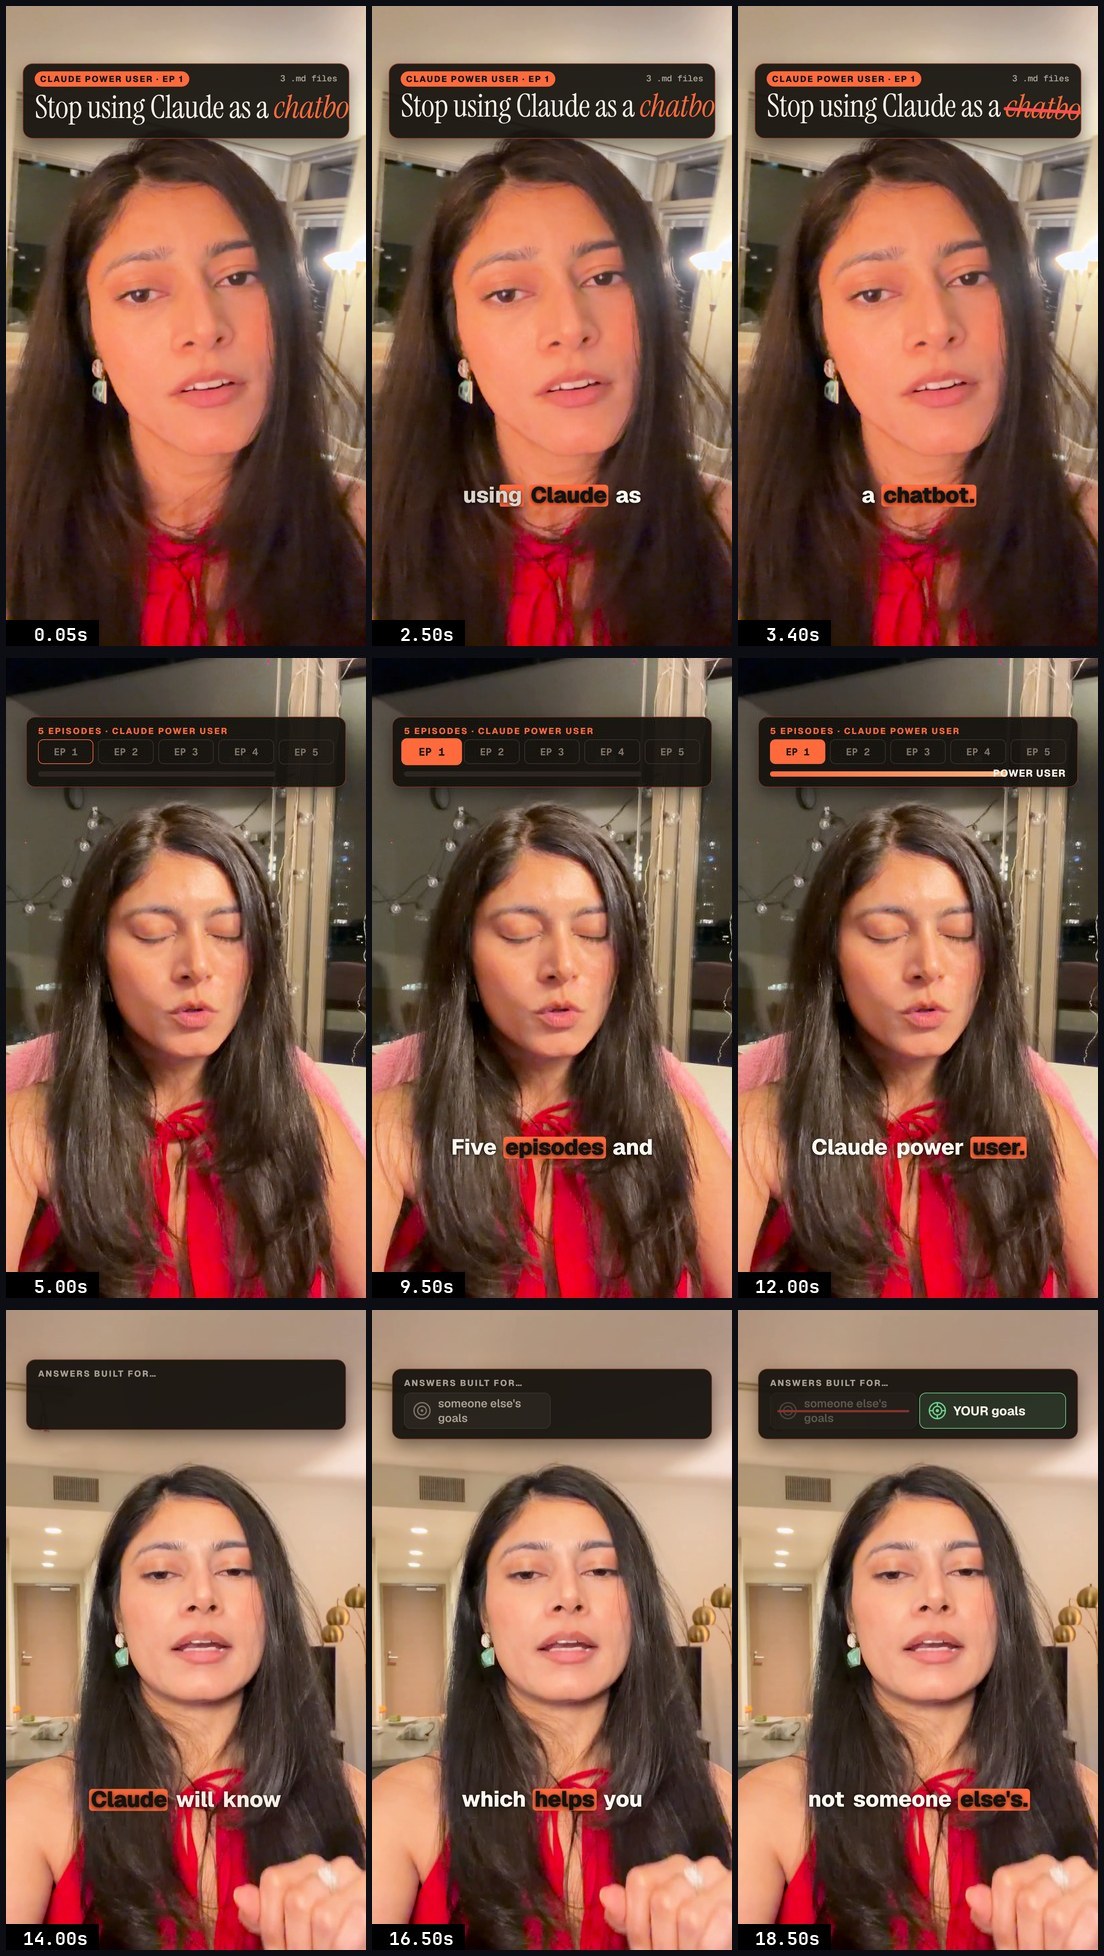 CLAUDE POWER USER · EP 1
3 .md files
Stop using Claude as a chatbo
0.05s
CLAUDE POWER USER · EP 1
3 .md files
Stop using Claude as a chatbo
using Claude as
2.50s
CLAUDE POWER USER · EP 1
3 .md files
Stop using Claude as a chatbo
a chatbot.
3.40s
5 EPISODES · CLAUDE POWER USER
EP 1 EP 2 EP 3 EP 4 EP 5
5.00s
5 EPISODES · CLAUDE POWER USER
EP 1 EP 2 EP 3 EP 4 EP 5
Five episodes and
9.50s
5 EPISODES · CLAUDE POWER USER
EP 1 EP 2 EP 3 EP 4 EP 5
POWER USER
Claude power user.
12.00s
ANSWERS BUILT FOR…
Claude will know
14.00s
ANSWERS BUILT FOR…
someone else's
goals
which helps you
16.50s
ANSWERS BUILT FOR…
someone else's
goals
YOUR goals
not someone else's.
18.50s